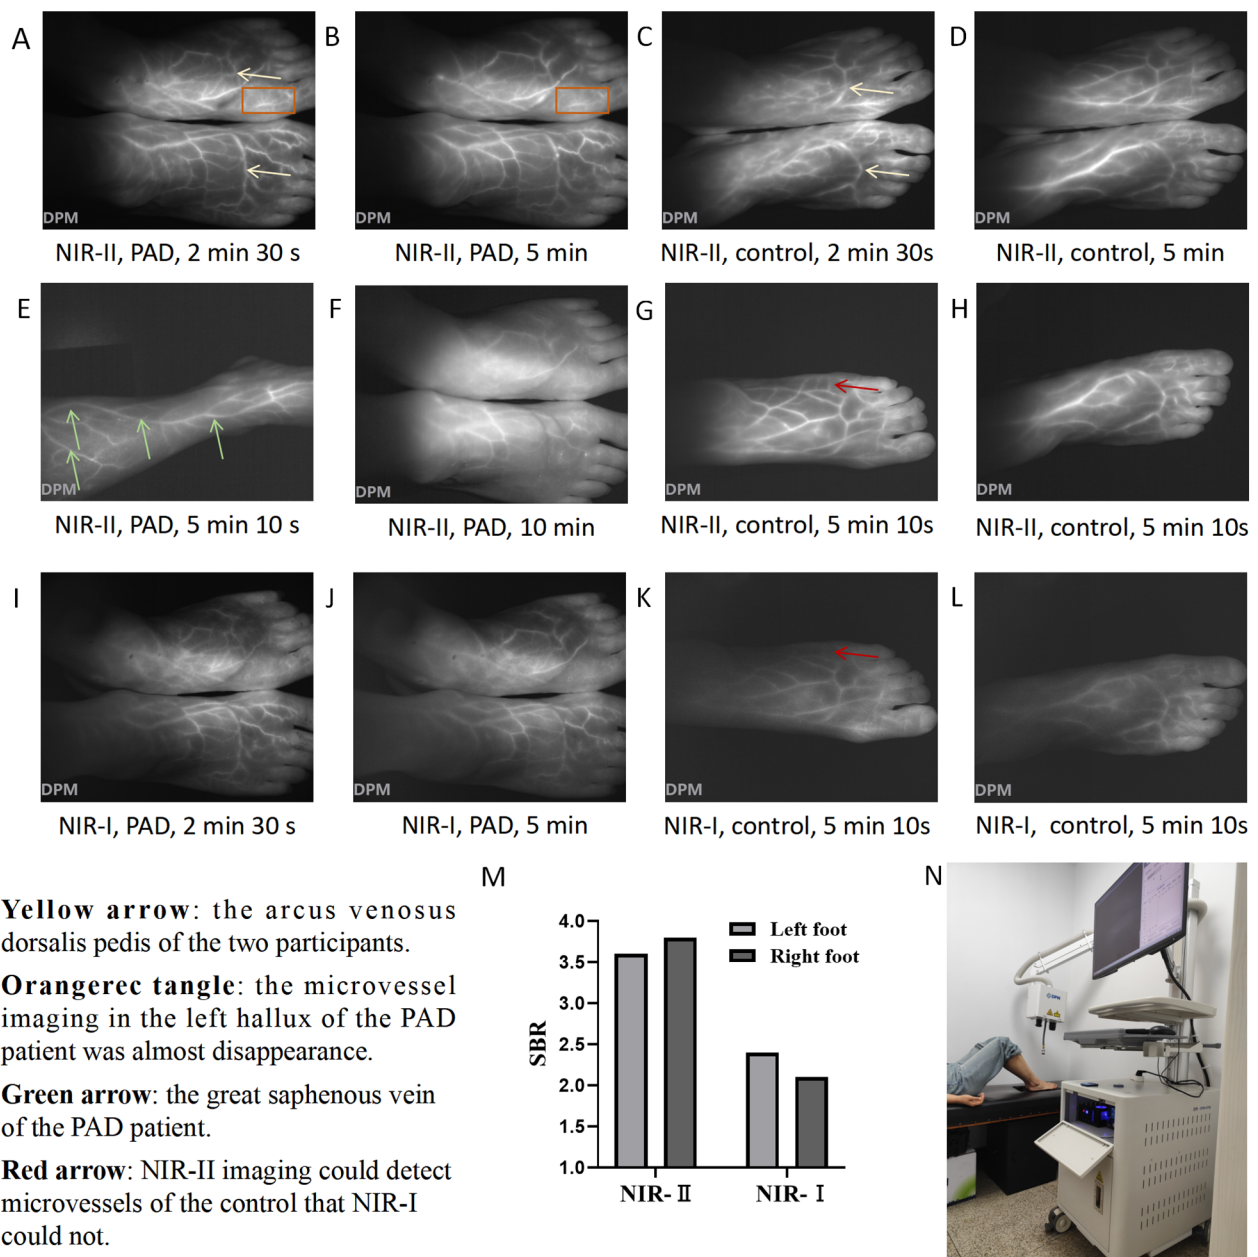 A
B
C
D
DPM
DPM
DPM
DPM
NIR-II, PAD, 2 min 30 s
NIR-II, PAD, 5 min
NIR-II, control, 2 min 30s
NIR-II, control, 5 min
E
F
G
H
DPM
DPM
DPM
DPM
NIR-II, PAD, 5 min 10 s
NIR-II, PAD, 10 min
NIR-II, control, 5 min 10s
NIR-II, control, 5 min 10s
I
J
K
L
DPM
DPM
DPM
DPM
NIR-I, PAD, 2 min 30 s
NIR-I, PAD, 5 min
NIR-I, control, 5 min 10s
NIR-I, control, 5 min 10s
Yellow arrow: the arcus venosus
dorsalis pedis of the two participants.
Orangerec tangle: the microvessel
imaging in the left hallux of the PAD
patient was almost disappearance.
Green arrow: the great saphenous vein
of the PAD patient.
Red arrow: NIR-II imaging could detect
microvessels of the control that NIR-I
could not.
M
Left foot
Right foot
SBR
4.0
3.5
3.0
2.5
2.0
1.5
1.0
NIR-Ⅱ
NIR-Ⅰ
N
DPM